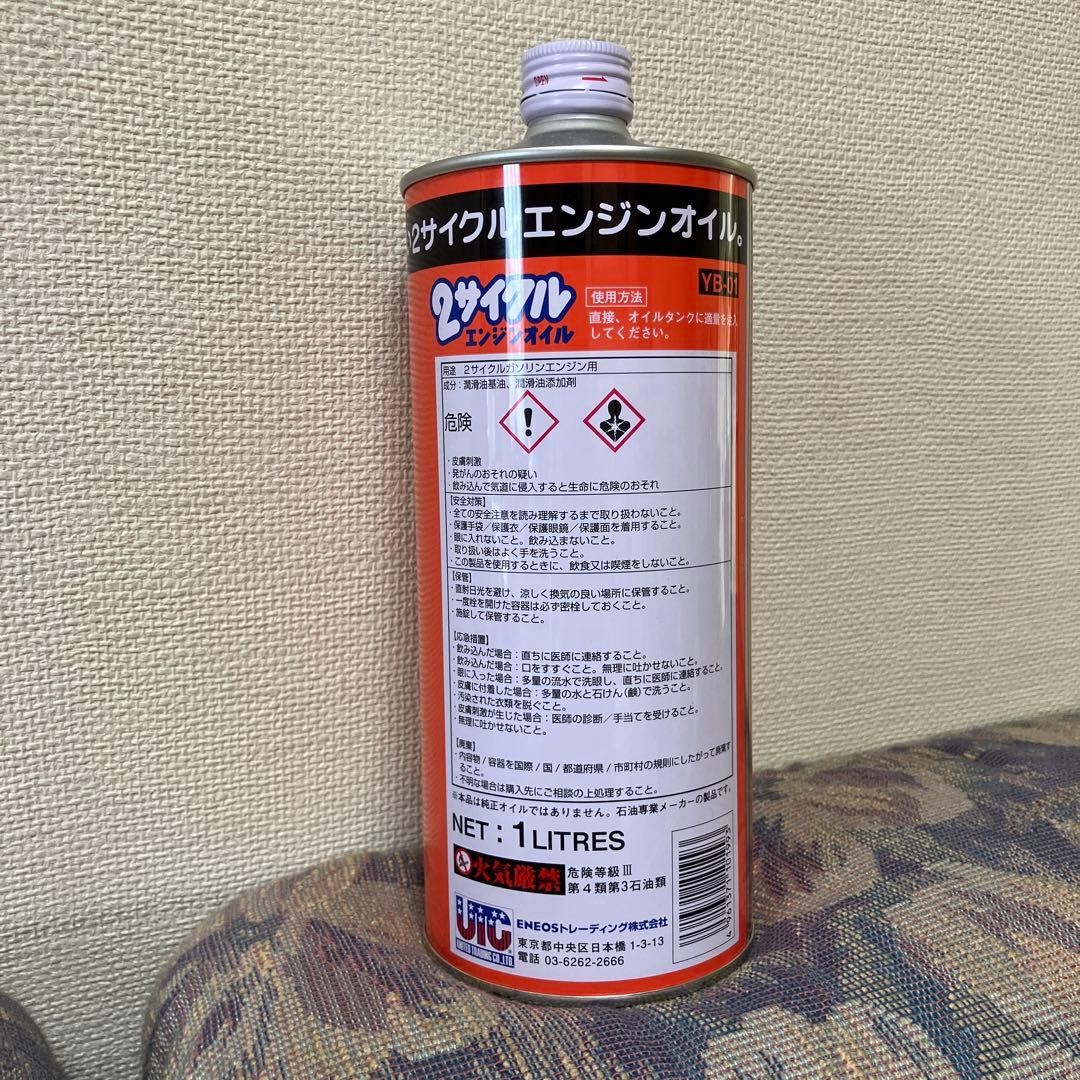 OPEN
2サイクル エンジンオイル。
YB-01
2サイクル
エンジンオイル
使用方法
直接、オイルタンクに適量を注入
してください。
用途 2サイクルガソリンエンジン用
成分:潤滑油基油、潤滑油添加剤
危険
・皮膚刺激
・発がんのおそれの疑い
・飲み込んで気道に侵入すると生命に危険のおそれ
【安全対策】
・全ての安全注意を読み理解するまで取り扱わないこと。
・保護手袋/保護衣/保護眼鏡/保護面を着用すること。
・眼に入れないこと。飲み込まないこと。
・取り扱い後はよく手を洗うこと。
・この製品を使用するときに、飲食又は喫煙をしないこと。
【保管】
・直射日光を避け、涼しく換気の良い場所に保管すること。
・一度栓を開けた容器は必ず密栓しておくこと。
・施錠して保管すること。
【応急措置】
・飲み込んだ場合:直ちに医師に連絡すること。
・飲み込んだ場合:口をすすぐこと。無理に吐かせないこと。
・眼に入った場合:多量の流水で洗眼し、直ちに医師に連絡すること。
・皮膚に付着した場合:多量の水と石けん(鹸)で洗うこと。
・汚染された衣類を脱ぐこと。
・皮膚刺激が生じた場合:医師の診断/手当てを受けること。
・無理に吐かせないこと。
【廃棄】
・内容物/容器を国際/国/都道府県/市町村の規則にしたがって廃棄す
ること。
・不明な場合は購入先にご相談の上処理すること。
※本品は純正オイルではありません。石油専業メーカーの製品です。
NET:1LITRES
火気厳禁
危険等級Ⅲ
第4類第3石油類
UTC
UNITED TRADING CO.,LTD.
ENEOSトレーディング株式会社
東京都中央区日本橋 1-3-13
電話 03-6262-2666
4 961571 101993